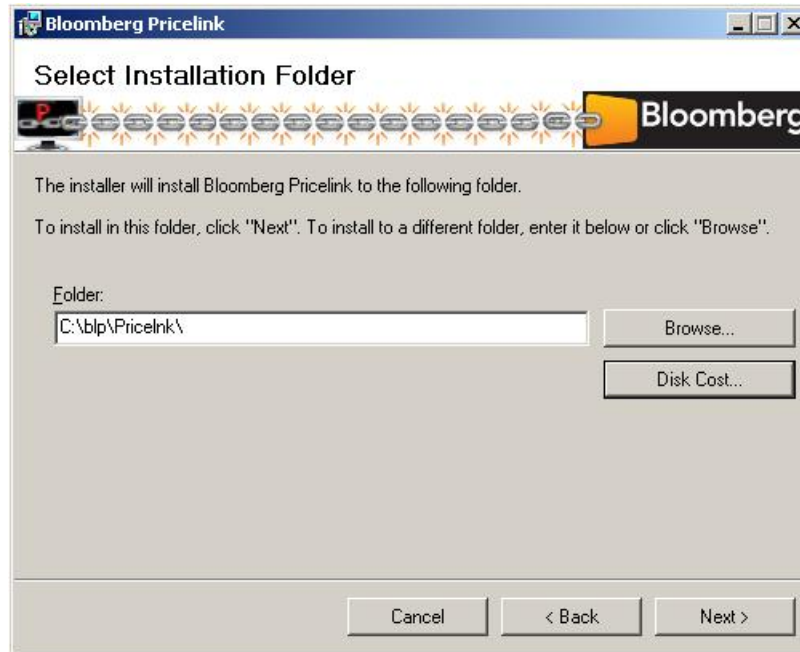 Bloomberg Pricelink
Select Installation Folder
P
Bloomberg
The installer will install Bloomberg Pricelink to the following folder.
To install in this folder, click "Next". To install to a different folder, enter it below or click "Browse".
Folder:
C:\blp\Pricelnk\
Browse...
Disk Cost...
Cancel
< Back
Next >